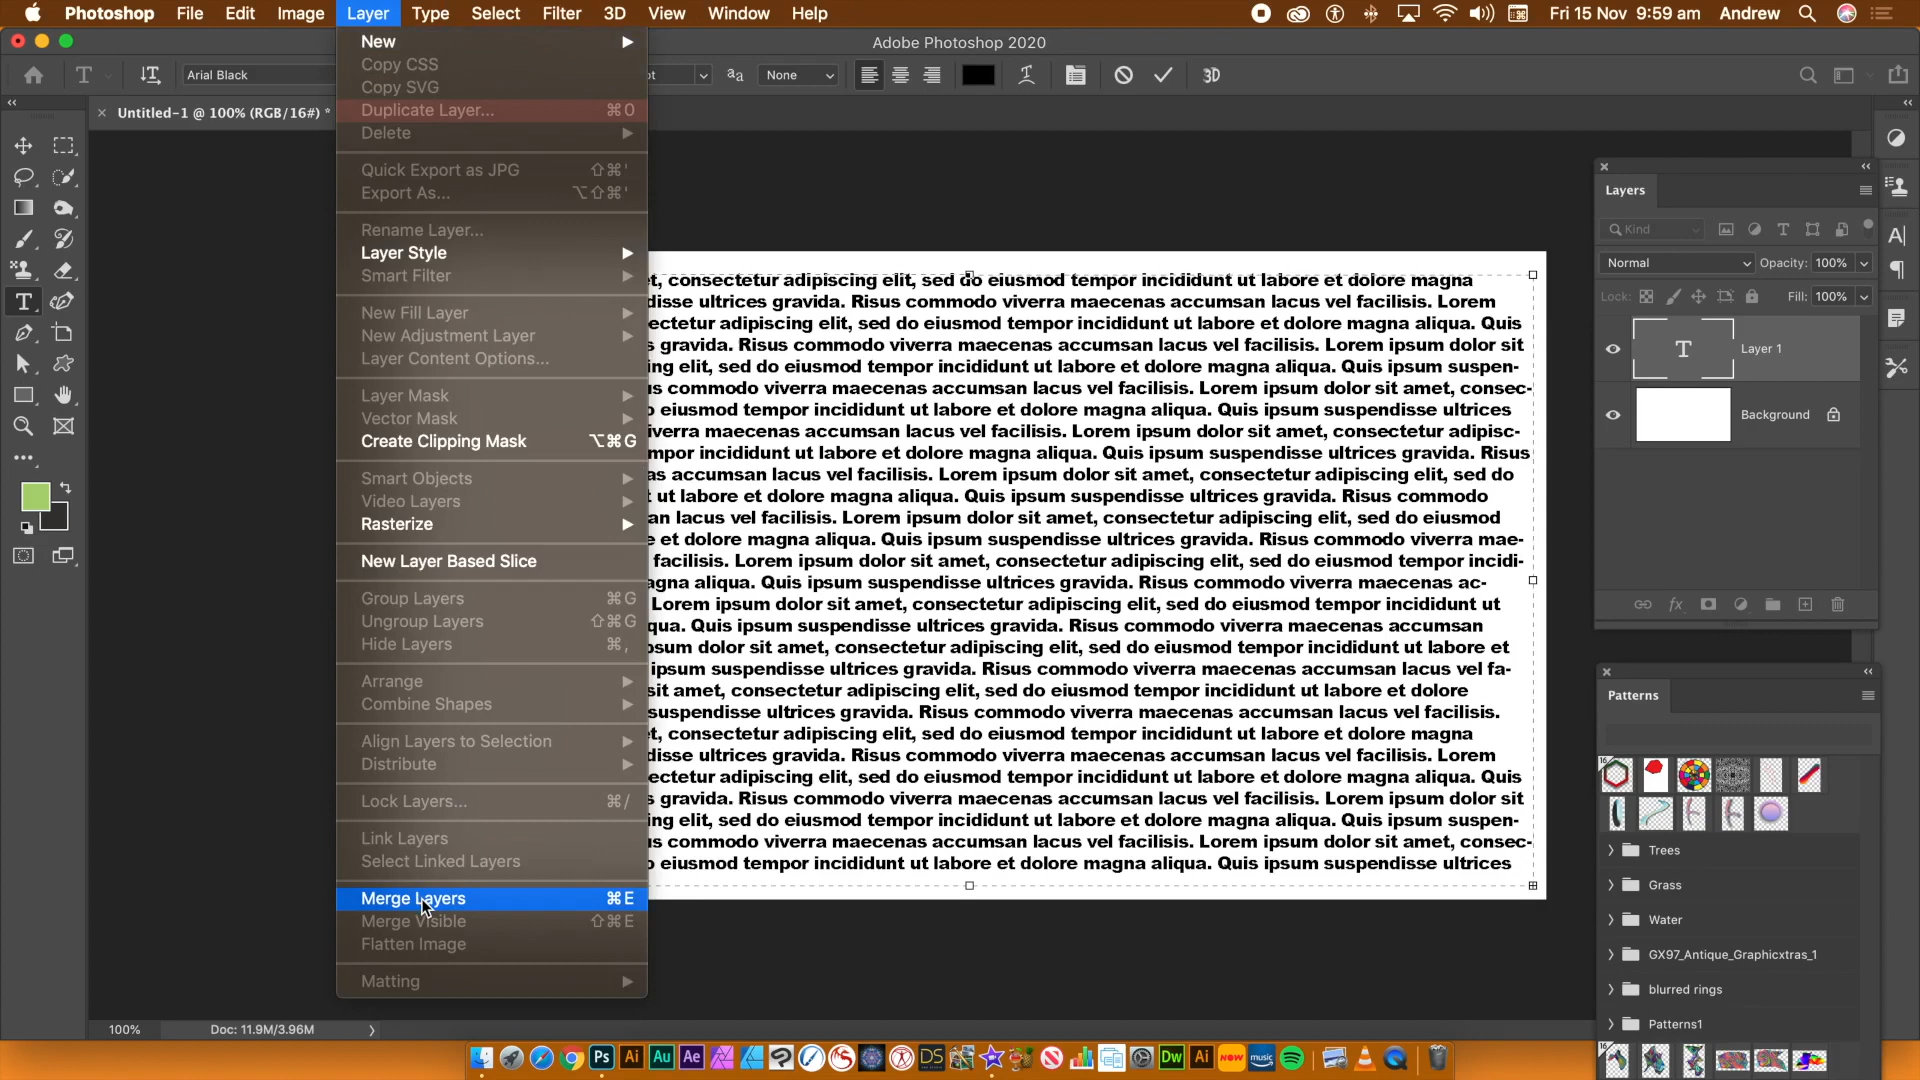 Photoshop File Edit Image Layer Type Select Filter 3D View Window Help Fri 15 Nov 9:59 am Andrew
Adobe Photoshop 2020
Arial Black pt aa None 3D
Untitled-1 @ 100% (RGB/16#) *
New
Copy CSS
Copy SVG
Duplicate Layer... ⌘O
Delete
Quick Export as JPG ⇧⌘'
Export As... ⌥⇧⌘'
Rename Layer...
Layer Style
Smart Filter
New Fill Layer
New Adjustment Layer
Layer Content Options...
Layer Mask
Vector Mask
Create Clipping Mask ⌥⌘G
Smart Objects
Video Layers
Rasterize
New Layer Based Slice
Group Layers ⌘G
Ungroup Layers ⇧⌘G
Hide Layers ⌘,
Arrange
Combine Shapes
Align Layers to Selection
Distribute
Lock Layers... ⌘/
Link Layers
Select Linked Layers
Merge Layers ⌘E
Merge Visible ⇧⌘E
Flatten Image
Matting
t, consectetur adipiscing elit, sed do eiusmod tempor incididunt ut labore et dolore magna
disse ultrices gravida. Risus commodo viverra maecenas accumsan lacus vel facilisis. Lorem
ectetur adipiscing elit, sed do eiusmod tempor incididunt ut labore et dolore magna aliqua. Quis
s gravida. Risus commodo viverra maecenas accumsan lacus vel facilisis. Lorem ipsum dolor sit
ing elit, sed do eiusmod tempor incididunt ut labore et dolore magna aliqua. Quis ipsum suspen-
us commodo viverra maecenas accumsan lacus vel facilisis. Lorem ipsum dolor sit amet, consec-
o eiusmod tempor incididunt ut labore et dolore magna aliqua. Quis ipsum suspendisse ultrices
iverra maecenas accumsan lacus vel facilisis. Lorem ipsum dolor sit amet, consectetur adipisc-
mpor incididunt ut labore et dolore magna aliqua. Quis ipsum suspendisse ultrices gravida. Risus
as accumsan lacus vel facilisis. Lorem ipsum dolor sit amet, consectetur adipiscing elit, sed do
t ut labore et dolore magna aliqua. Quis ipsum suspendisse ultrices gravida. Risus commodo
an lacus vel facilisis. Lorem ipsum dolor sit amet, consectetur adipiscing elit, sed do eiusmod
e et dolore magna aliqua. Quis ipsum suspendisse ultrices gravida. Risus commodo viverra mae-
facilisis. Lorem ipsum dolor sit amet, consectetur adipiscing elit, sed do eiusmod tempor incidi-
agna aliqua. Quis ipsum suspendisse ultrices gravida. Risus commodo viverra maecenas ac-
Lorem ipsum dolor sit amet, consectetur adipiscing elit, sed do eiusmod tempor incididunt ut
qua. Quis ipsum suspendisse ultrices gravida. Risus commodo viverra maecenas accumsan
psum dolor sit amet, consectetur adipiscing elit, sed do eiusmod tempor incididunt ut labore et
ipsum suspendisse ultrices gravida. Risus commodo viverra maecenas accumsan lacus vel fa-
sit amet, consectetur adipiscing elit, sed do eiusmod tempor incididunt ut labore et dolore
suspendisse ultrices gravida. Risus commodo viverra maecenas accumsan lacus vel facilisis.
t, consectetur adipiscing elit, sed do eiusmod tempor incididunt ut labore et dolore magna
disse ultrices gravida. Risus commodo viverra maecenas accumsan lacus vel facilisis. Lorem
ectetur adipiscing elit, sed do eiusmod tempor incididunt ut labore et dolore magna aliqua. Quis
s gravida. Risus commodo viverra maecenas accumsan lacus vel facilisis. Lorem ipsum dolor sit
ing elit, sed do eiusmod tempor incididunt ut labore et dolore magna aliqua. Quis ipsum suspen-
us commodo viverra maecenas accumsan lacus vel facilisis. Lorem ipsum dolor sit amet, consec-
o eiusmod tempor incididunt ut labore et dolore magna aliqua. Quis ipsum suspendisse ultrices
Layers
Kind
Normal Opacity: 100%
Lock: Fill: 100%
T Layer 1
Background
Patterns
Trees
Grass
Water
GX97_Antique_Graphicxtras_1
blurred rings
Patterns1
100% Doc: 11.9M/3.96M
Ps Ai Au Ae DS Dw Ai NOW music